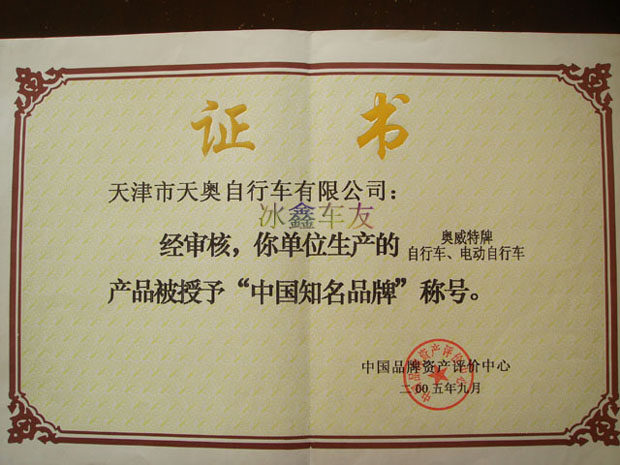 证 书
天津市天奥自行车有限公司：
冰鑫车友
经审核，你单位生产的 奥威特牌
自行车、电动自行车
产品被授予“中国知名品牌”称号。
中国品牌资产评价中心
二00五年九月